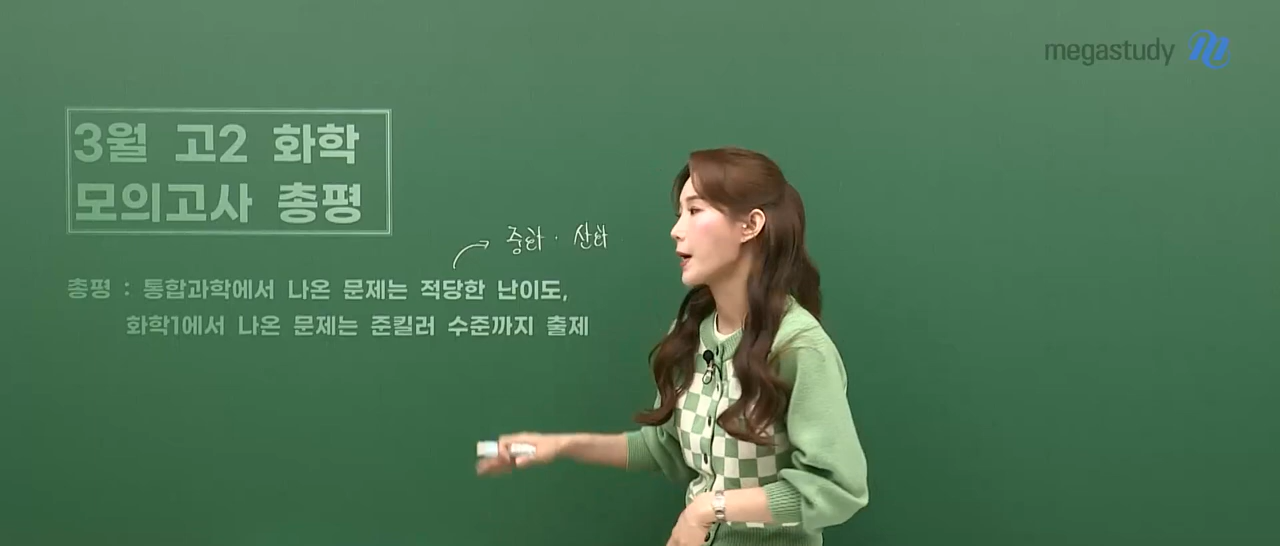 megastudy
3월 고2 화학
모의고사 총평
중화 · 산화
총평 : 통합과학에서 나온 문제는 적당한 난이도,
화학1에서 나온 문제는 준킬러 수준까지 출제